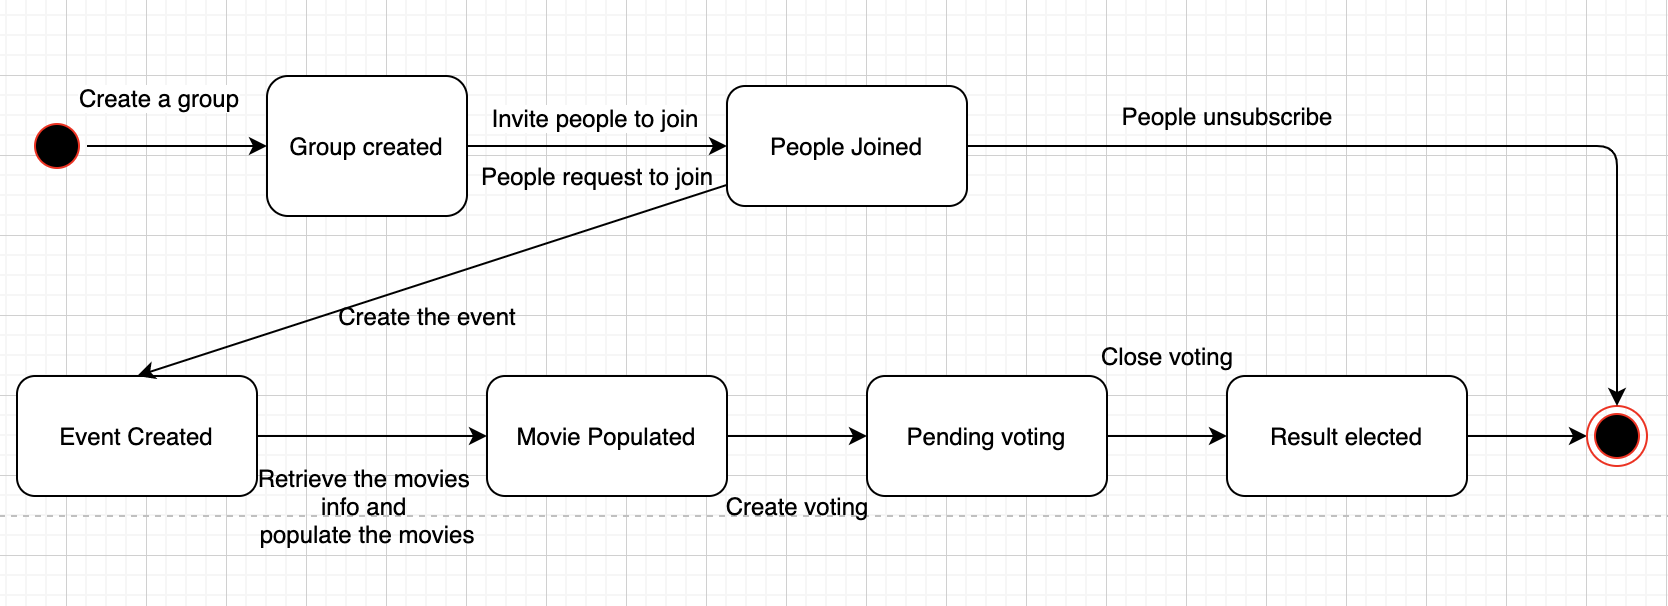 Create a group
Group created
Invite people to join
People request to join
People Joined
People unsubscribe
Create the event
Event Created
Retrieve the movies
info and
populate the movies
Movie Populated
Create voting
Pending voting
Close voting
Result elected